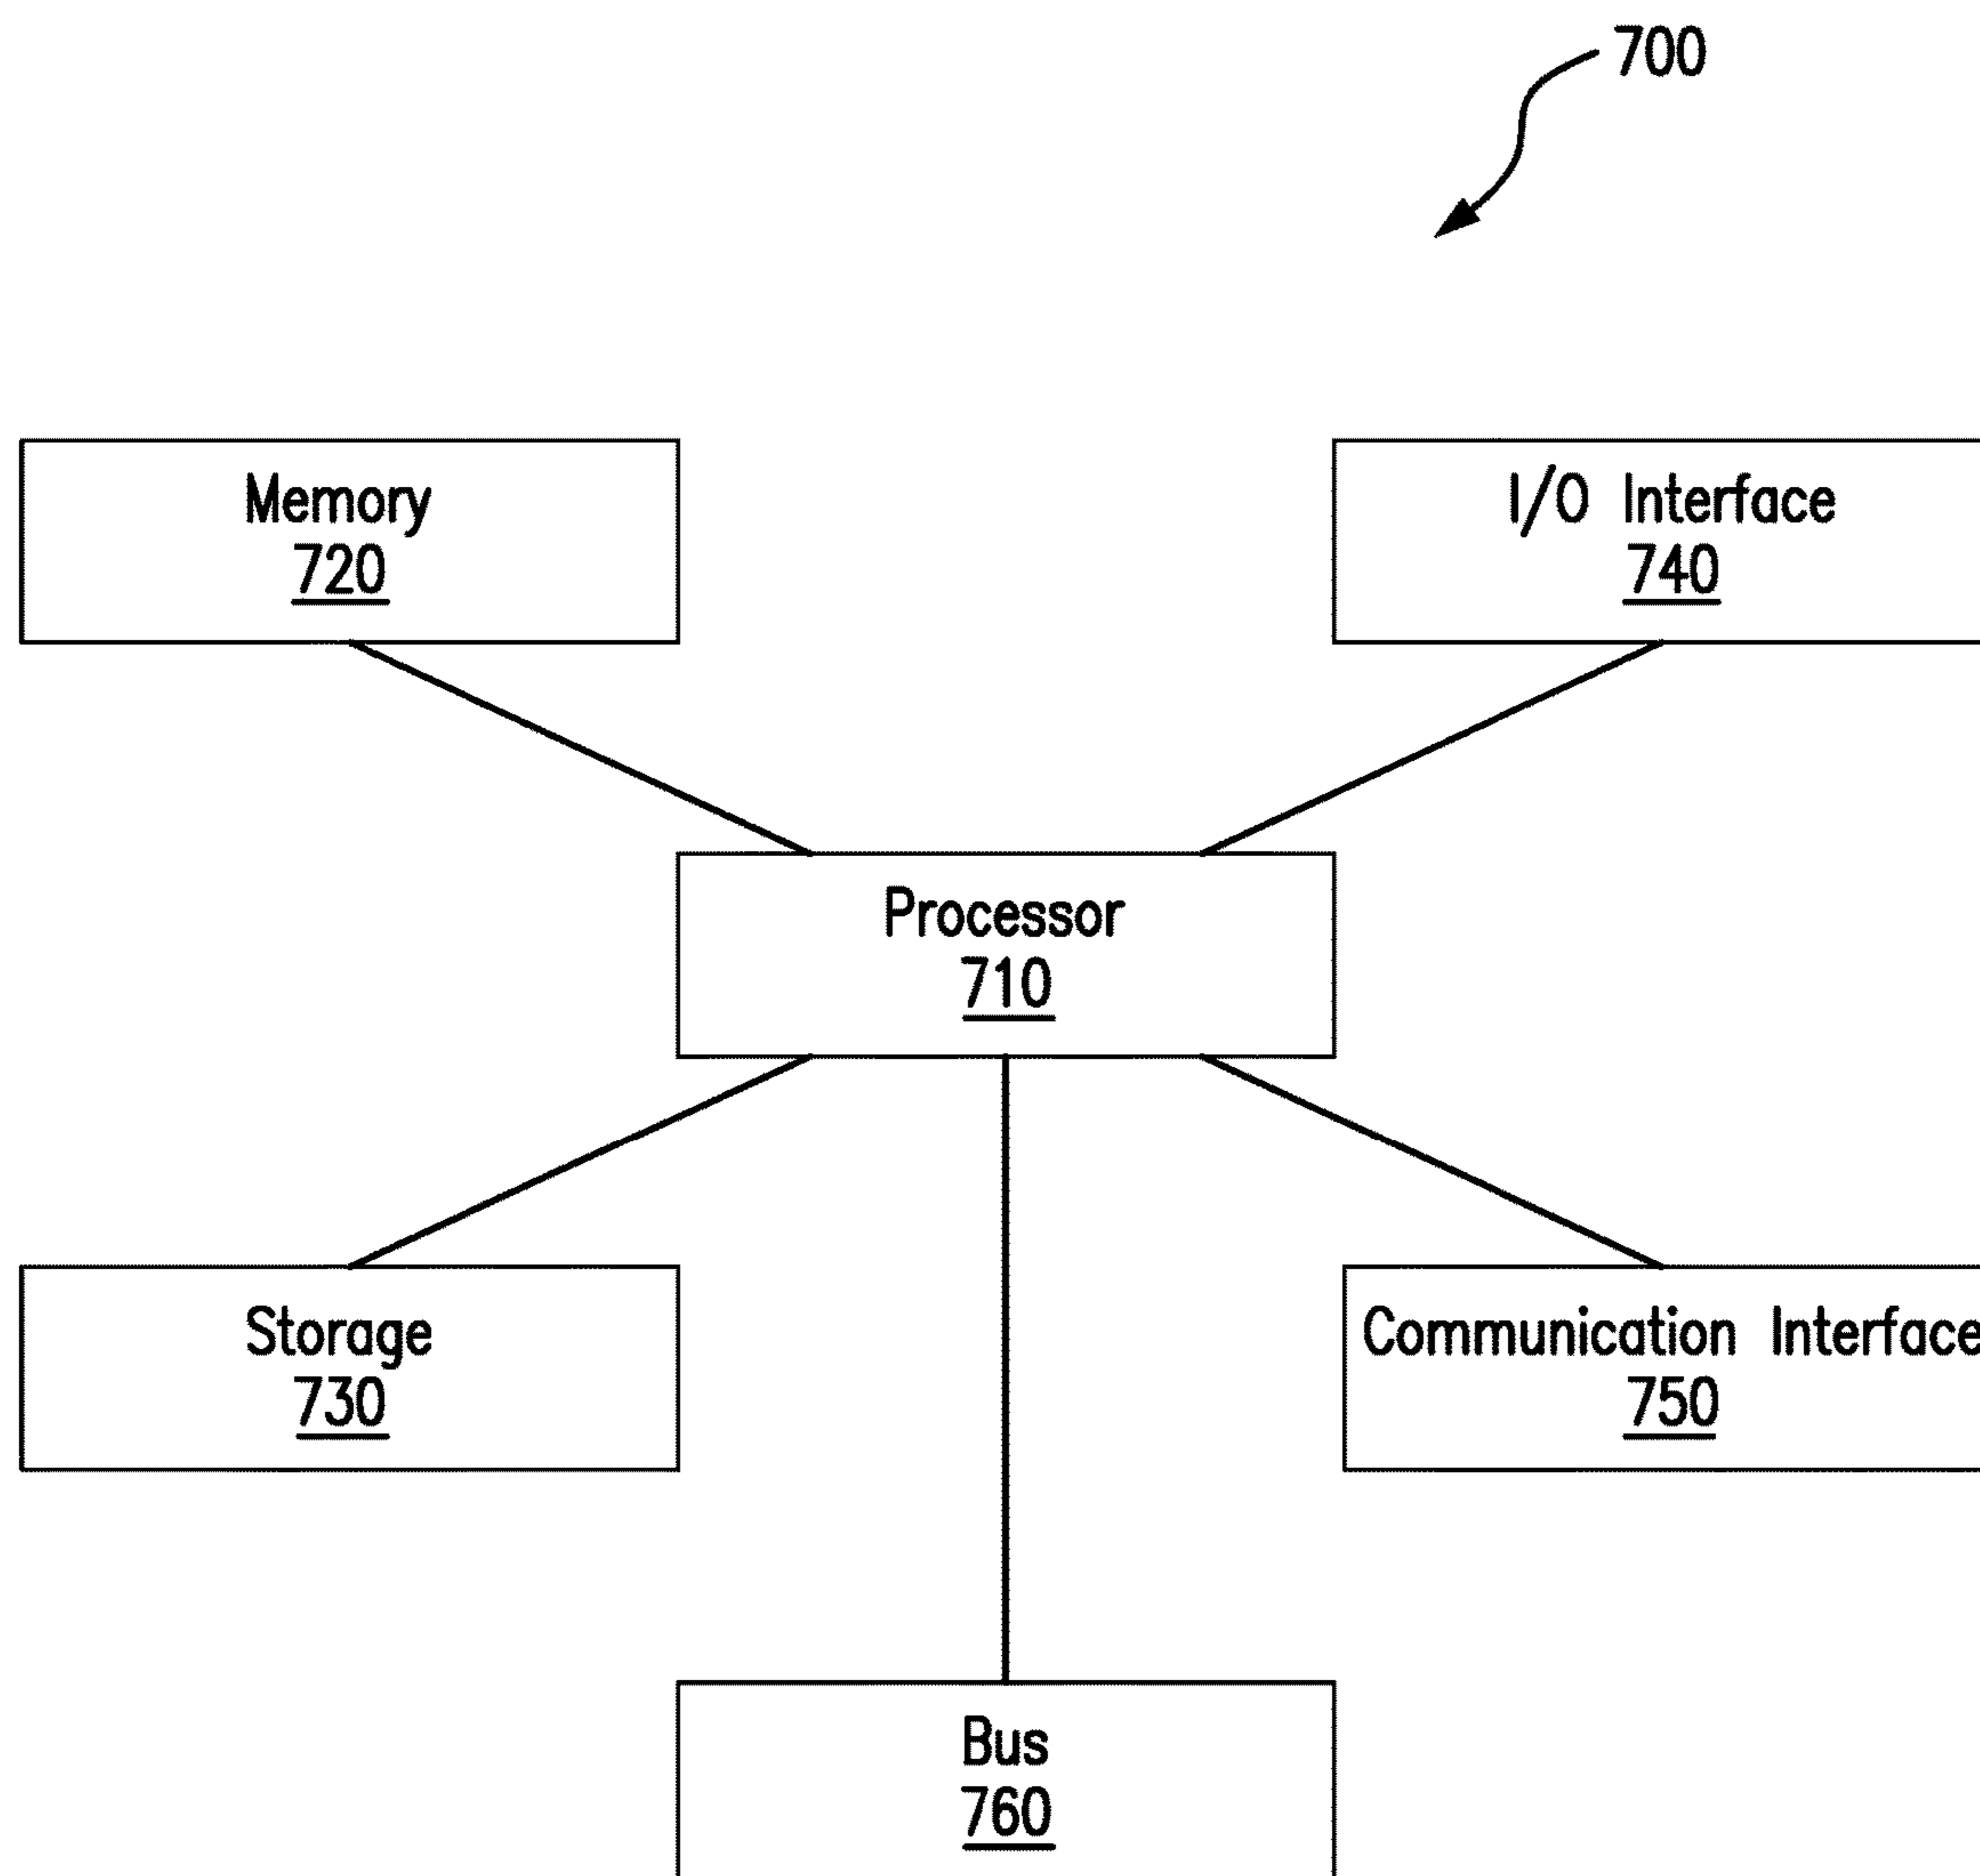 700
Memory
720
I/O Interface
740
Processor
710
Storage
730
Communication Interface
750
Bus
760